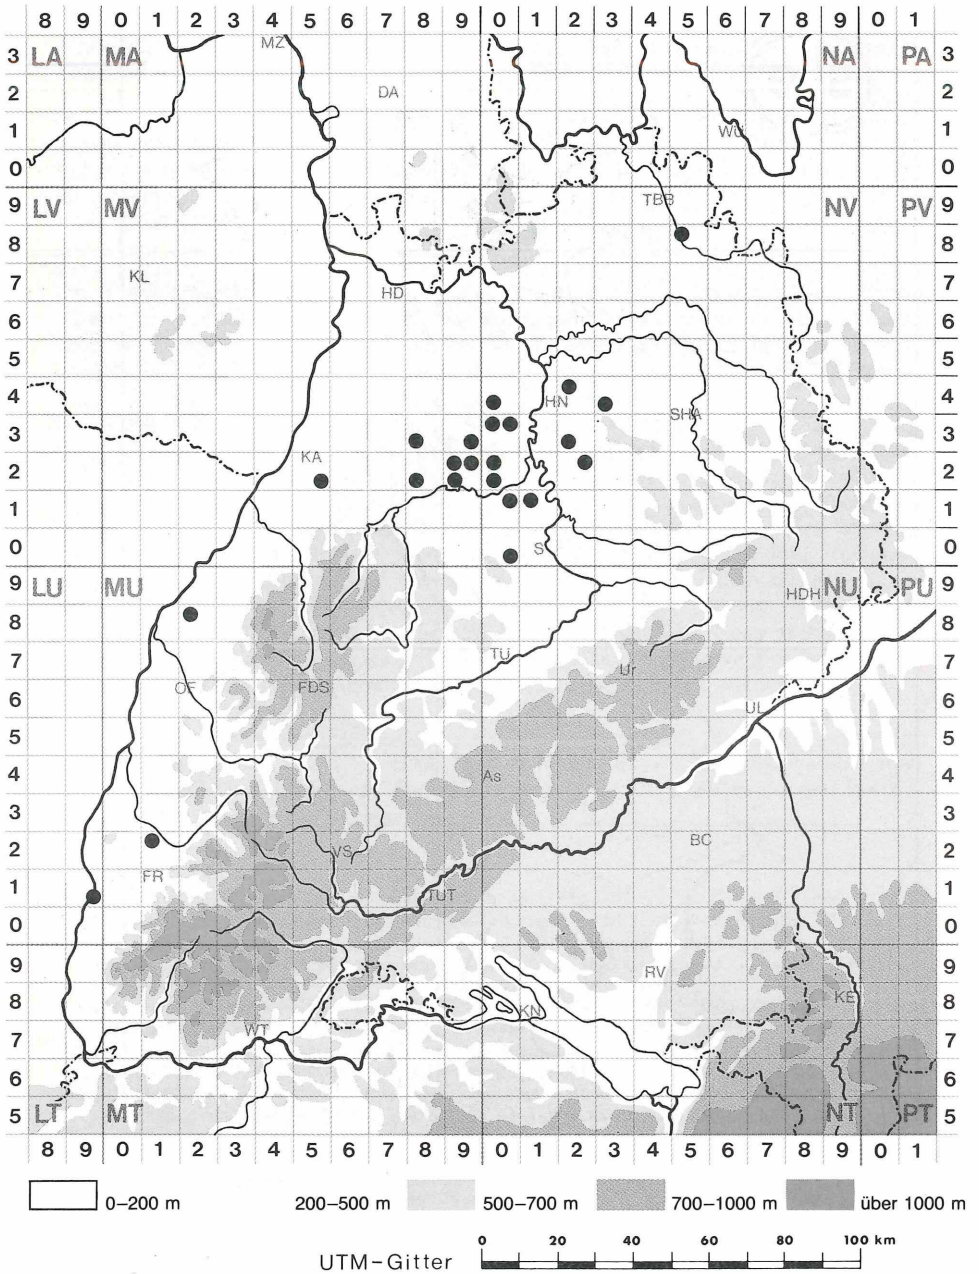 8 9 0 1 2 3 4 5 6 7 8 9 0 1 2 3 4 5 6 7 8 9 0 1
MZ
3 LA MA NA PA 3
DA
2 2
1 Wü 1
0 0
9 LV MV TBB NV PV 9
8 8
KL
7 HD 7
6 6
5 5
4 HN SHA 4
3 3
KA
2 2
1 1
0 S 0
9 LU MU HDH NU PU 9
8 8
7 TÜ Ur 7
OF FDS
6 UL 6
5 5
4 As 4
3 3
2 VS BC 2
FR
1 TUT 1
0 0
9 RV 9
8 KN KE 8
WT
7 7
6 6
5 LT MT NT PT 5
8 9 0 1 2 3 4 5 6 7 8 9 0 1 2 3 4 5 6 7 8 9 0 1
0–200 m 200–500 m 500–700 m 700–1000 m über 1000 m
UTM-Gitter 0 20 40 60 80 100 km